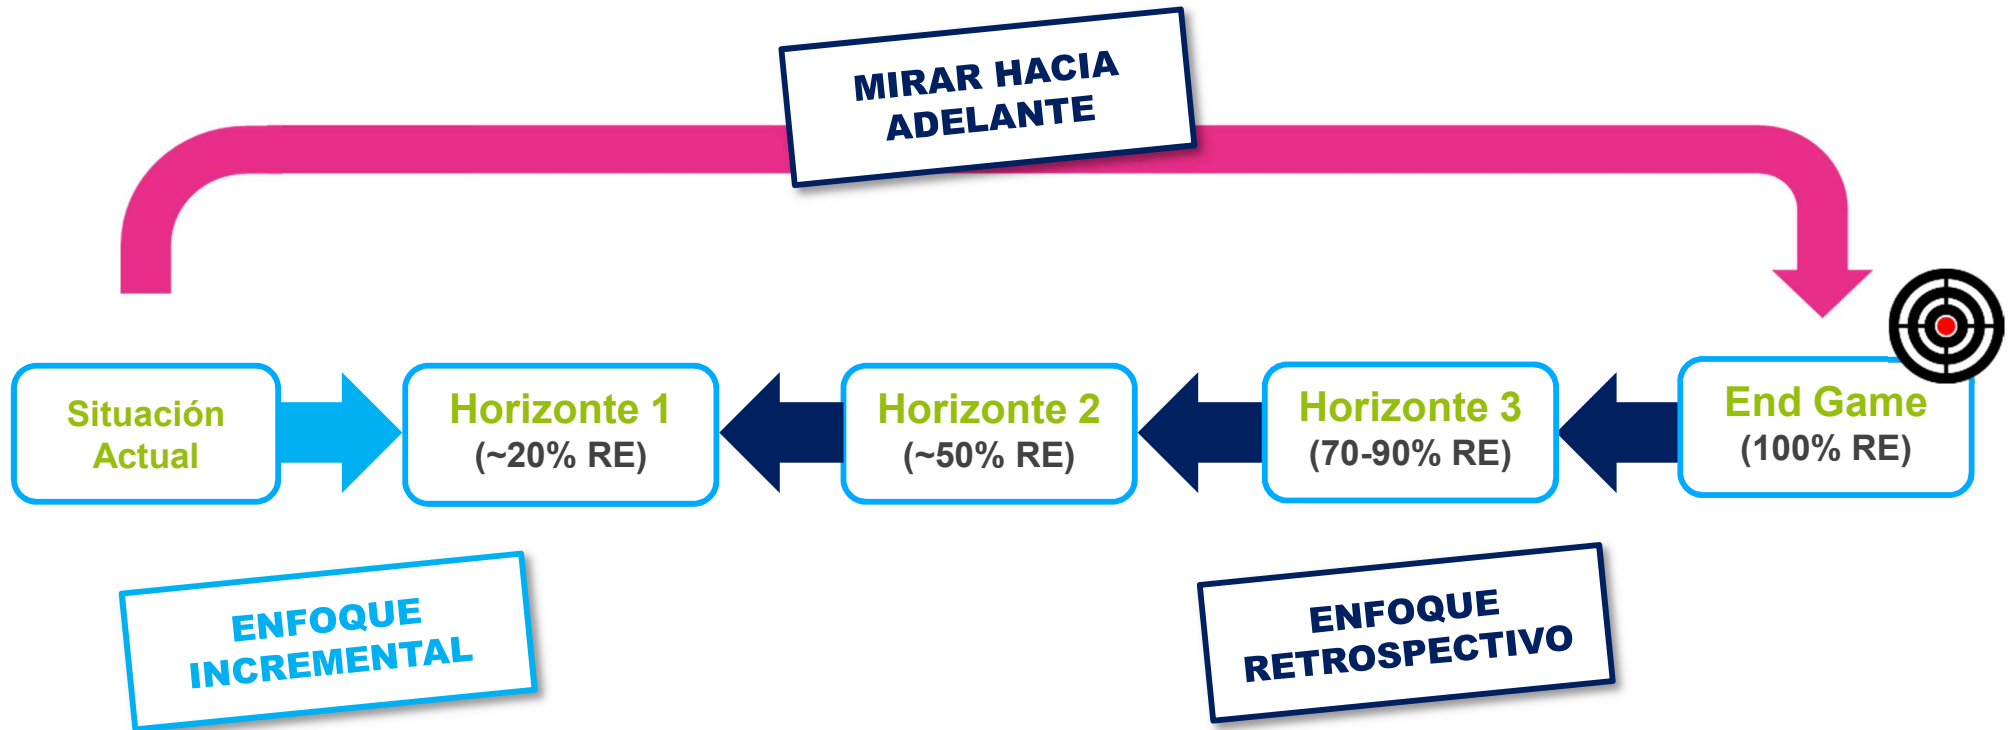 MIRAR HACIA
ADELANTE
Situación
Actual
Horizonte 1
(~20% RE)
Horizonte 2
(~50% RE)
Horizonte 3
(70-90% RE)
End Game
(100% RE)
ENFOQUE
INCREMENTAL
ENFOQUE
RETROSPECTIVO